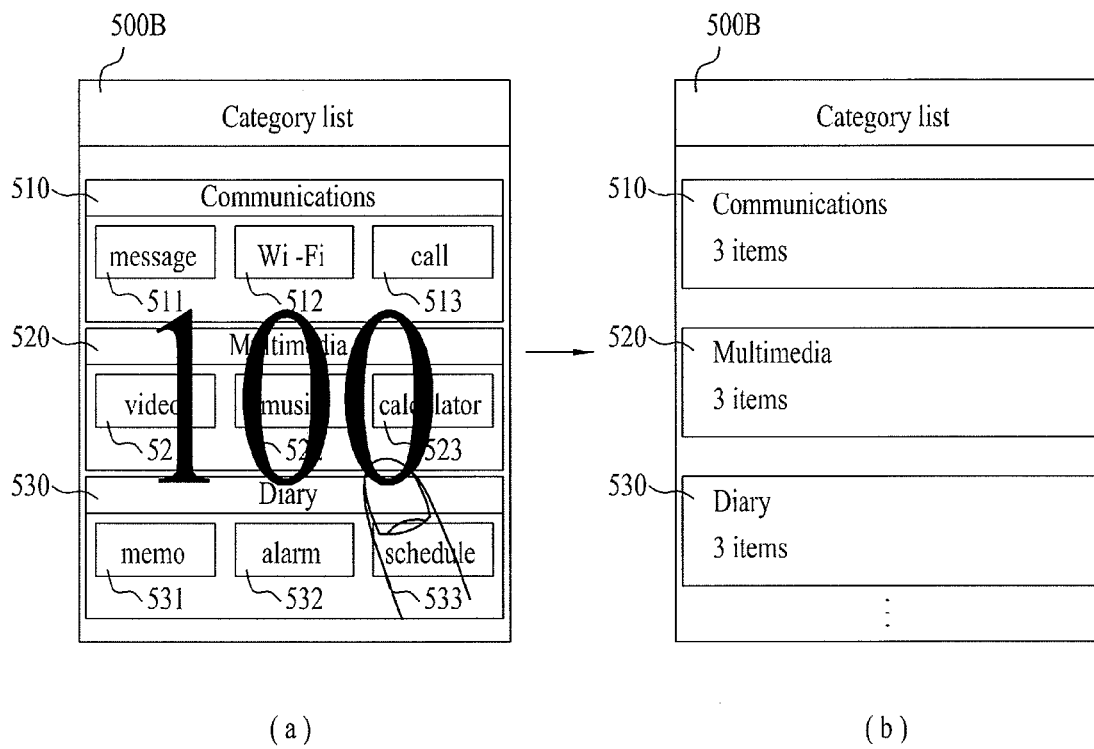 500B
500B
Category list
Category list
510
Communications
message
Wi -Fi
call
511
512
513
520
Multimedia
video
calculator
523
530
Diary
memo
alarm
schedule
531
532
533
100
510
Communications
3 items
520
Multimedia
3 items
530
Diary
3 items
( a )
( b )